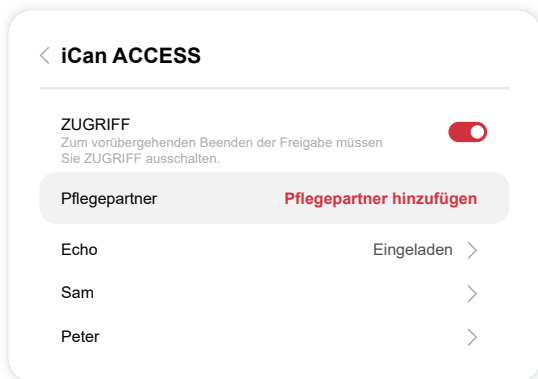 iCan ACCESS
ZUGRIFF
Zum vorübergehenden Beenden der Freigabe müssen
Sie ZUGRIFF ausschalten.
Pflegepartner Pflegepartner hinzufügen
Echo Eingeladen
Sam
Peter